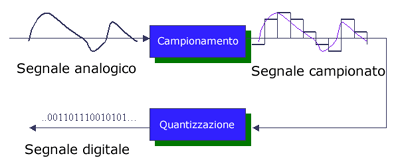 Campionamento
Segnale analogico
Segnale campionato
..001101110010101...
Quantizzazione
Segnale digitale